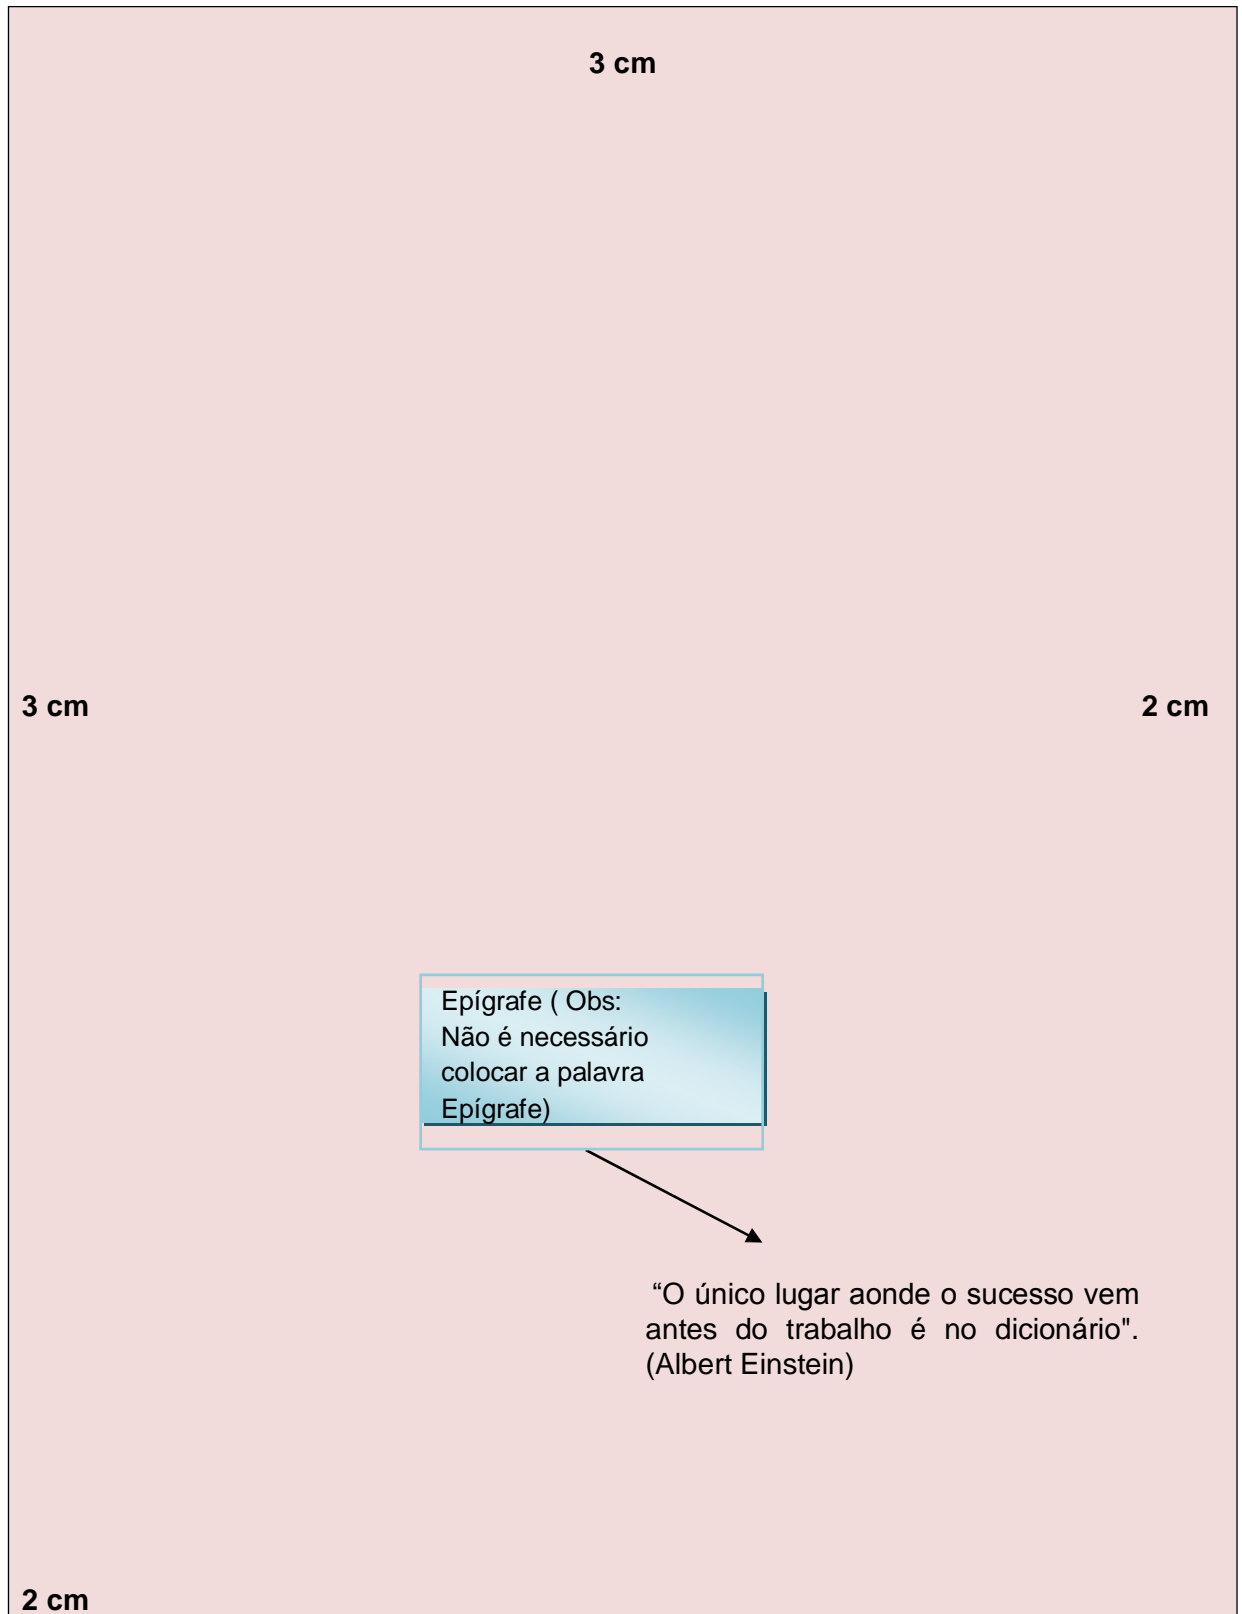 3 cm
3 cm
2 cm
Epígrafe ( Obs:
Não é necessário
colocar a palavra
Epígrafe)
“O único lugar aonde o sucesso vem
antes do trabalho é no dicionário".
(Albert Einstein)
2 cm